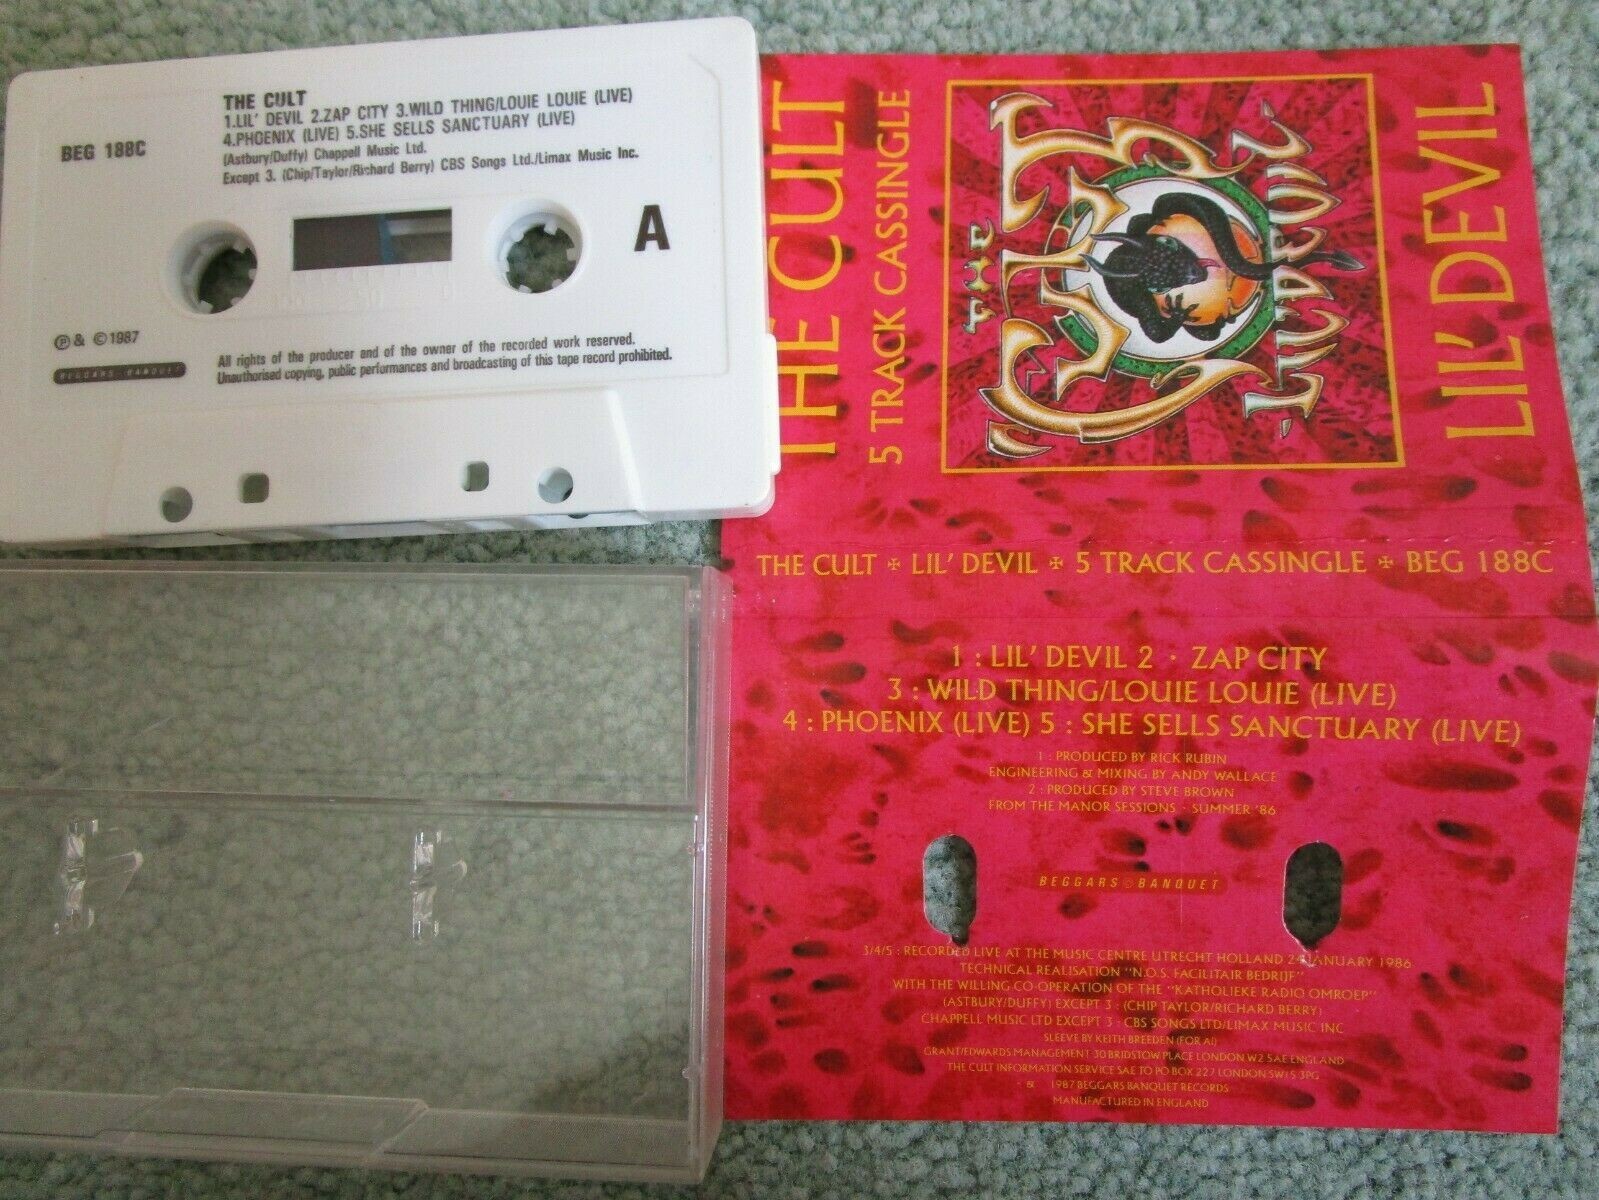 THE CULT
1.LIL' DEVIL 2.ZAP CITY 3.WILD THING/LOUIE LOUIE (LIVE)
4.PHOENIX (LIVE) 5.SHE SELLS SANCTUARY (LIVE)
(Astbury/Duffy) Chappell Music Ltd.
Except 3. (Chip/Taylor/Richard Berry) CBS Songs Ltd./Limax Music Inc.
BEG 188C
A
100 50 0
Ⓟ & ©1987
BEGGARS BANQUET
All rights of the producer and of the owner of the recorded work reserved.
Unauthorised copying, public performances and broadcasting of this tape record prohibited.
THE CULT
5 TRACK CASSINGLE
THE
CULT
·LIL'DEVIL·
LIL' DEVIL
THE CULT ✠ LIL' DEVIL ✠ 5 TRACK CASSINGLE ✠ BEG 188C
1 : LIL' DEVIL 2 · ZAP CITY
3 : WILD THING/LOUIE LOUIE (LIVE)
4 : PHOENIX (LIVE) 5 : SHE SELLS SANCTUARY (LIVE)
1 : PRODUCED BY RICK RUBIN
ENGINEERING & MIXING BY ANDY WALLACE
2 : PRODUCED BY STEVE BROWN
FROM THE MANOR SESSIONS · SUMMER '86
BEGGARS BANQUET
3/4/5 : RECORDED LIVE AT THE MUSIC CENTRE UTRECHT HOLLAND 24 JANUARY 1986
TECHNICAL REALISATION "N.O.S. FACILITAIR BEDRIJF"
WITH THE WILLING CO-OPERATION OF THE "KATHOLIEKE RADIO OMROEP"
(ASTBURY/DUFFY) EXCEPT 3 : (CHIP TAYLOR/RICHARD BERRY)
CHAPPELL MUSIC LTD EXCEPT 3 : CBS SONGS LTD/LIMAX MUSIC INC
SLEEVE BY KEITH BREEDEN (FOR AI)
GRANT/EDWARDS MANAGEMENT 30 BRIDSTOW PLACE LONDON W2 5AE ENGLAND
THE CULT INFORMATION SERVICE SAE TO PO BOX 227 LONDON SW15 3PG
& 1987 BEGGARS BANQUET RECORDS
MANUFACTURED IN ENGLAND